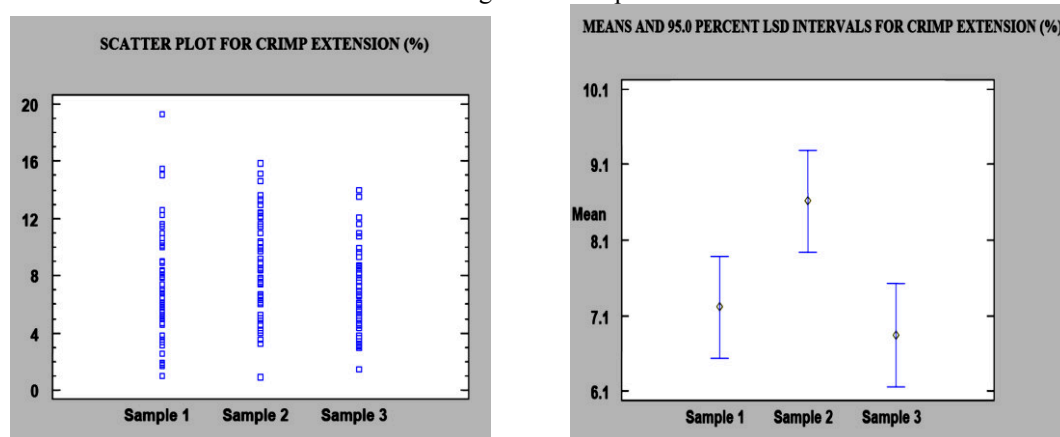 SCATTER PLOT FOR CRIMP EXTENSION (%)
20
16
12
8
4
0
Sample 1 Sample 2 Sample 3
MEANS AND 95.0 PERCENT LSD INTERVALS FOR CRIMP EXTENSION (%)
10.1
9.1
Mean
8.1
7.1
6.1
Sample 1 Sample 2 Sample 3